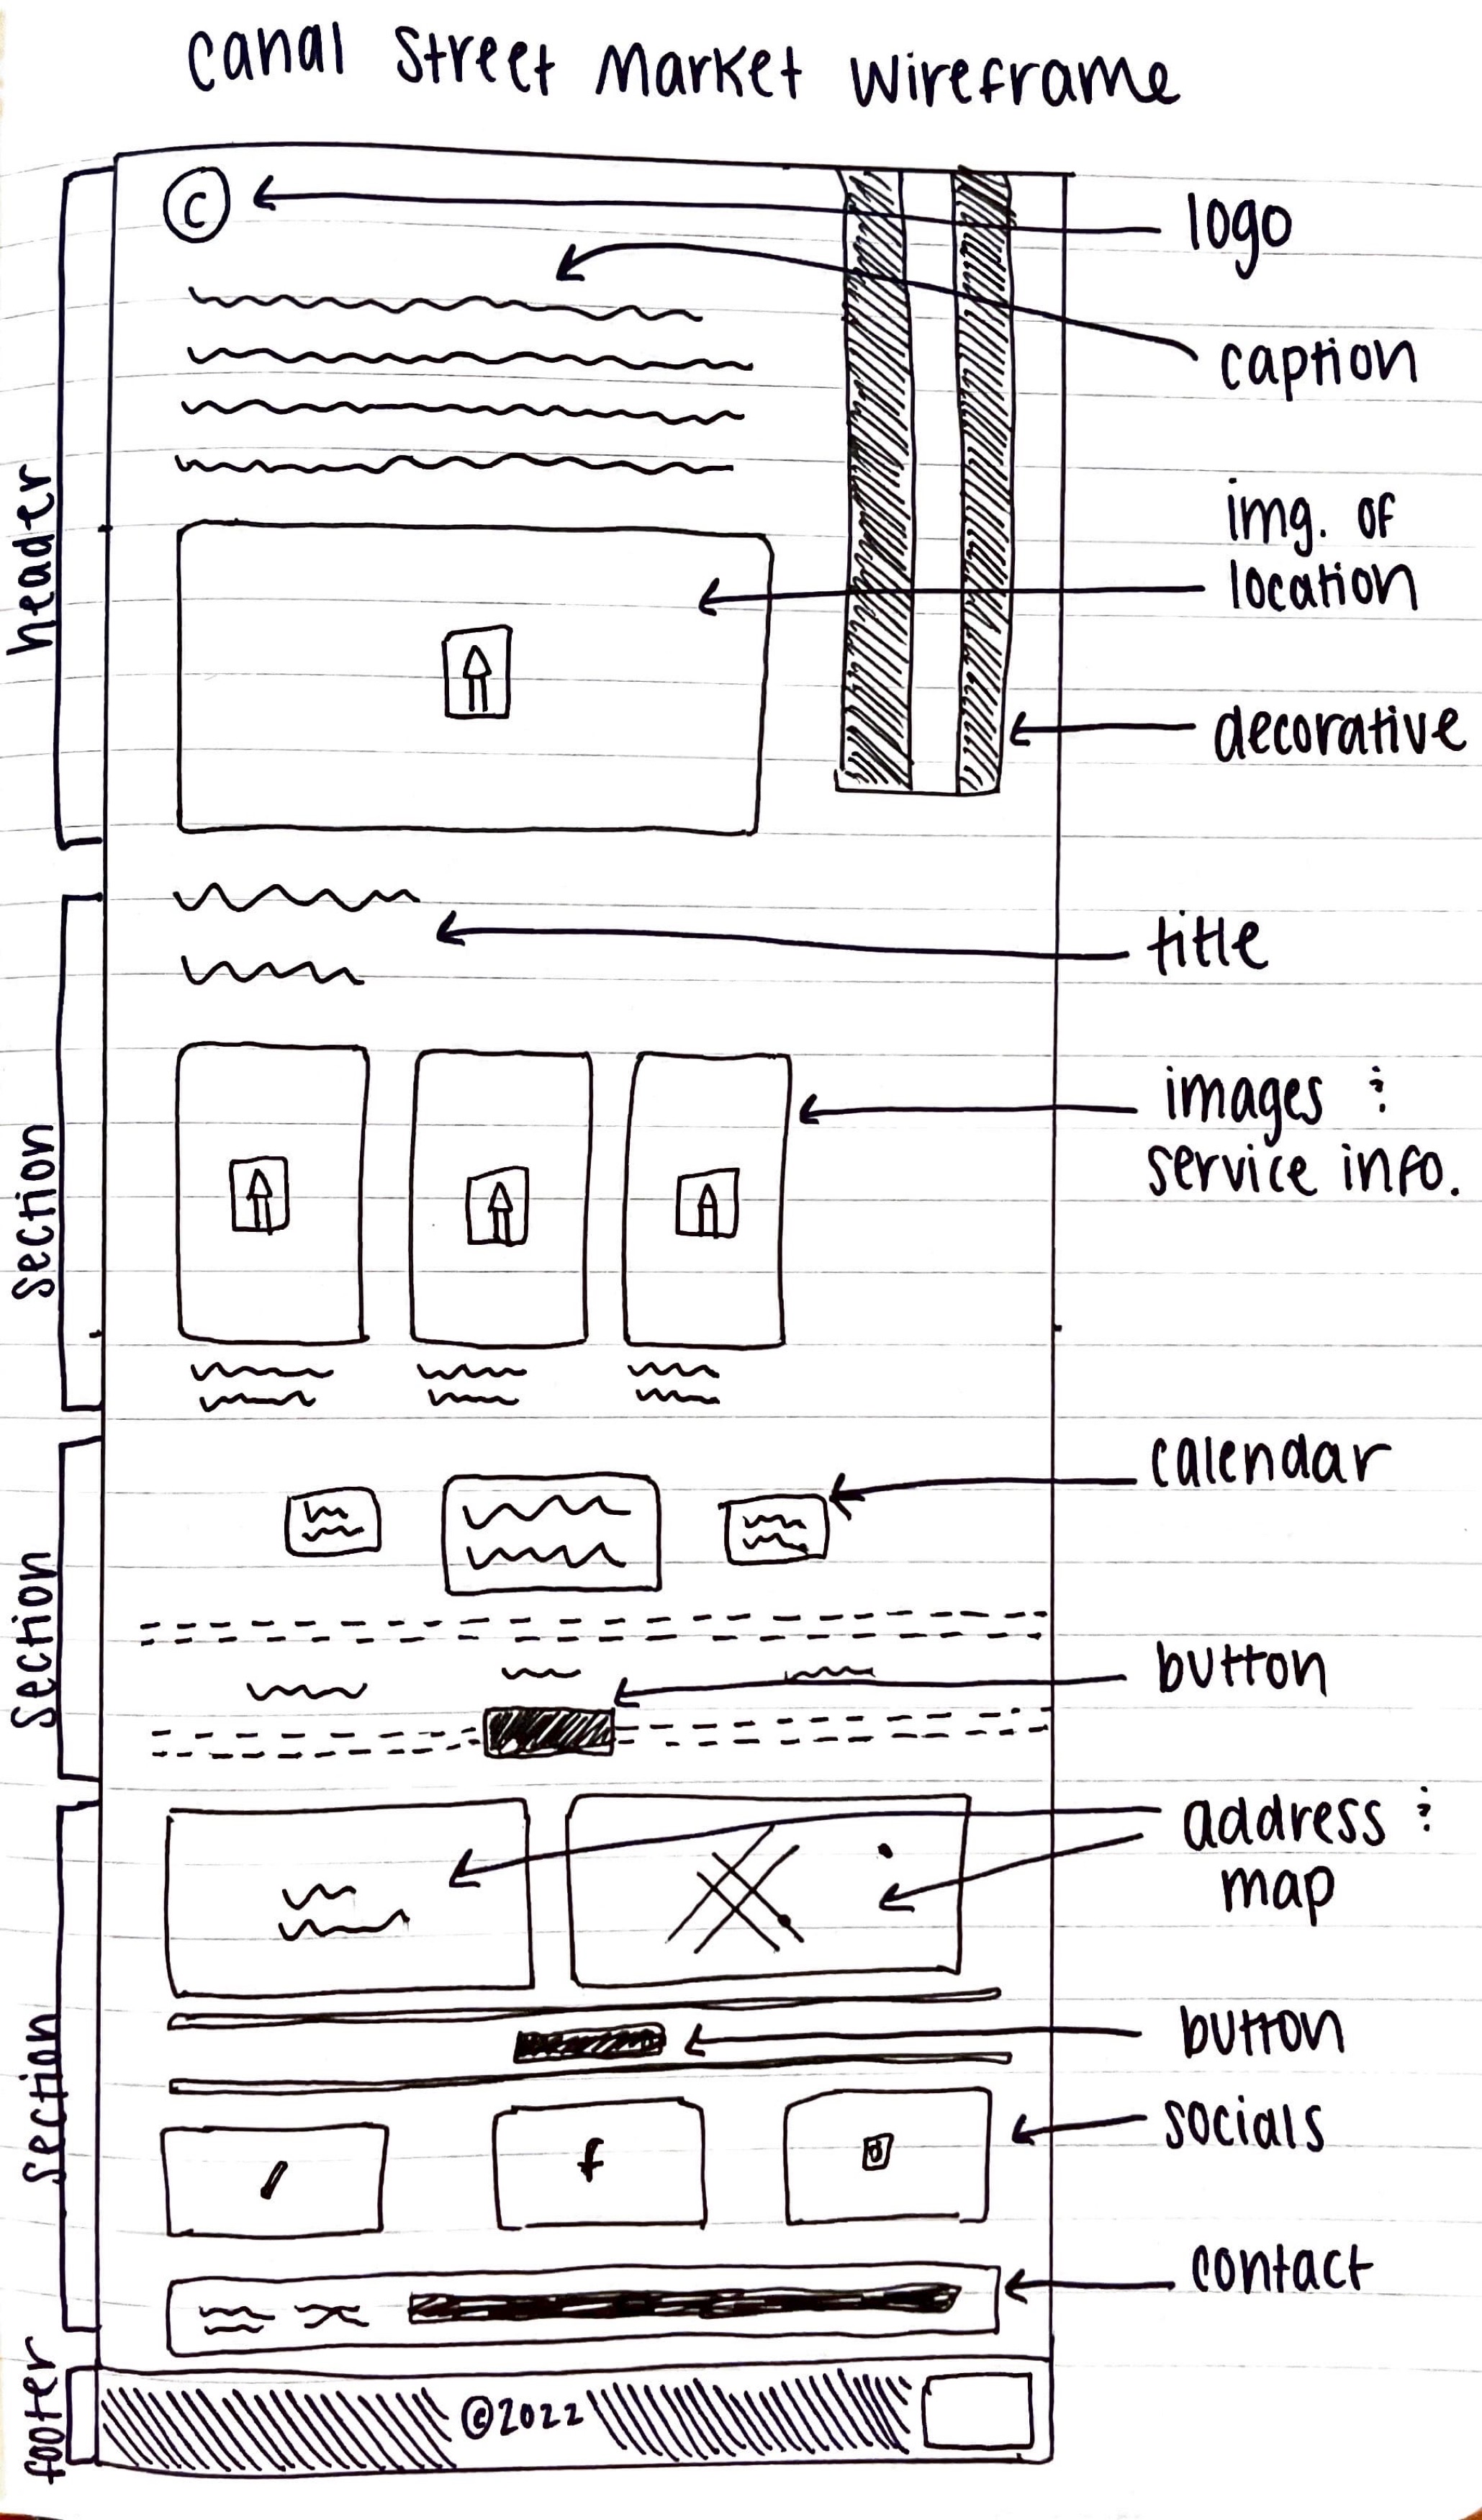 Canal Street Market Wireframe
C
logo
caption
header
img. of
location
decorative
title
section
images &
service info.
calendar
section
button
address &
map
section
button
socials
f
contact
footer
©2022